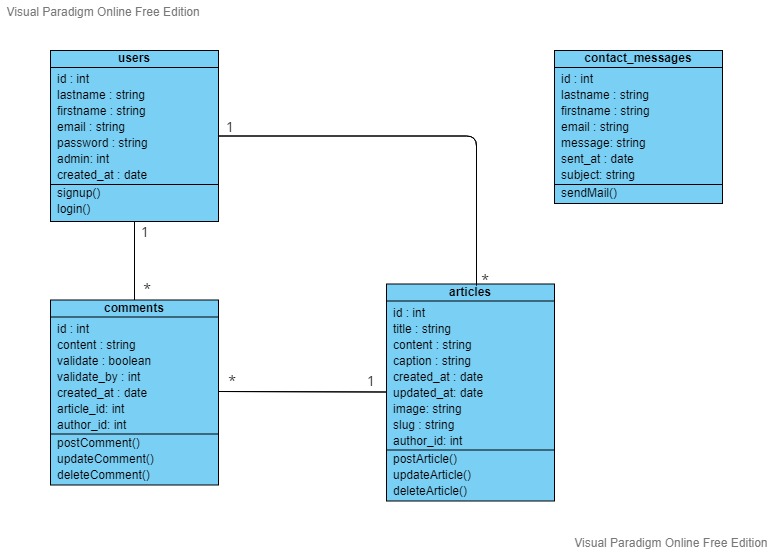 Visual Paradigm Online Free Edition
users
id : int
lastname : string
firstname : string
email : string
password : string
admin: int
created_at : date
signup()
login()
contact_messages
id : int
lastname : string
firstname : string
email : string
message: string
sent_at : date
subject: string
sendMail()
1
1
*
*
comments
id : int
content : string
validate : boolean
validate_by : int
created_at : date
article_id: int
author_id: int
postComment()
updateComment()
deleteComment()
*
1
articles
id : int
title : string
content : string
caption : string
created_at : date
updated_at: date
image: string
slug : string
author_id: int
postArticle()
updateArticle()
deleteArticle()
Visual Paradigm Online Free Edition